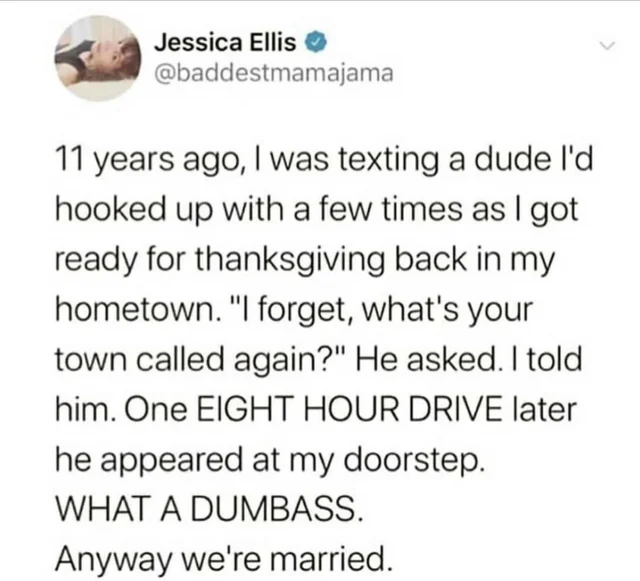 Jessica Ellis
@baddestmamajama
11 years ago, I was texting a dude I'd
hooked up with a few times as I got
ready for thanksgiving back in my
hometown. "I forget, what's your
town called again?" He asked. I told
him. One EIGHT HOUR DRIVE later
he appeared at my doorstep.
WHAT A DUMBASS.
Anyway we're married.